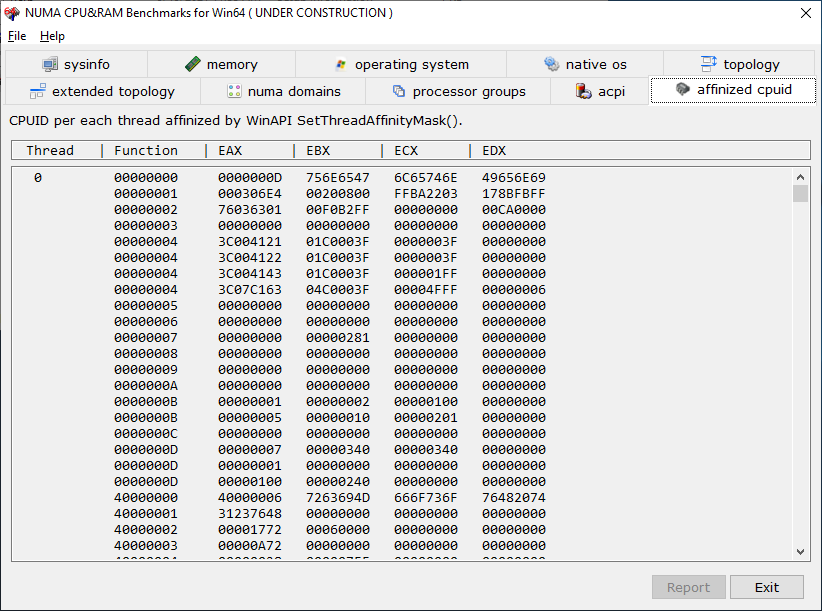 NUMA CPU&RAM Benchmarks for Win64 ( UNDER CONSTRUCTION )
File Help
sysinfo memory operating system native os topology
extended topology numa domains processor groups acpi affinized cpuid
CPUID per each thread affinized by WinAPI SetThreadAffinityMask().
Thread Function EAX EBX ECX EDX
0 00000000 0000000D 756E6547 6C65746E 49656E69
00000001 000306E4 00200800 FFBA2203 178BFBFF
00000002 76036301 00F0B2FF 00000000 00CA0000
00000003 00000000 00000000 00000000 00000000
00000004 3C004121 01C0003F 0000003F 00000000
00000004 3C004122 01C0003F 0000003F 00000000
00000004 3C004143 01C0003F 000001FF 00000000
00000004 3C07C163 04C0003F 00004FFF 00000006
00000005 00000000 00000000 00000000 00000000
00000006 00000000 00000000 00000000 00000000
00000007 00000000 00000281 00000000 00000000
00000008 00000000 00000000 00000000 00000000
00000009 00000000 00000000 00000000 00000000
0000000A 00000000 00000000 00000000 00000000
0000000B 00000001 00000002 00000100 00000000
0000000B 00000005 00000010 00000201 00000000
0000000C 00000000 00000000 00000000 00000000
0000000D 00000007 00000340 00000340 00000000
0000000D 00000001 00000000 00000000 00000000
0000000D 00000100 00000240 00000000 00000000
40000000 40000006 7263694D 666F736F 76482074
40000001 31237648 00000000 00000000 00000000
40000002 00001772 00060000 00000000 00000000
40000003 00000A72 00000000 00000000 00000000
Report Exit